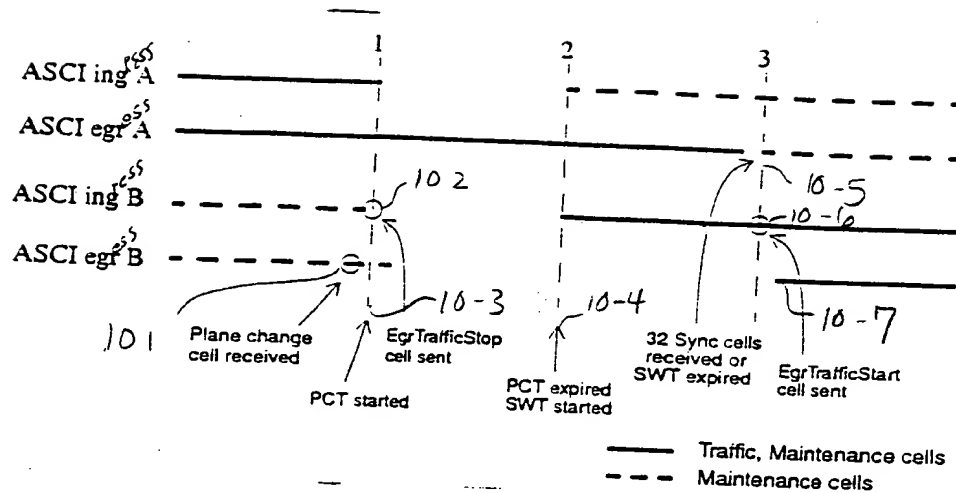 1
2
3
ASCI ingress A
ASCI egress A
ASCI ingress B
102
10-5
10-6
ASCI egress B
101
10-3
10-4
10-7
Plane change
cell received
EgrTrafficStop
cell sent
32 Sync cells
received or
SWT expired
EgrTrafficStart
cell sent
PCT started
PCT expired
SWT started
Traffic, Maintenance cells
Maintenance cells